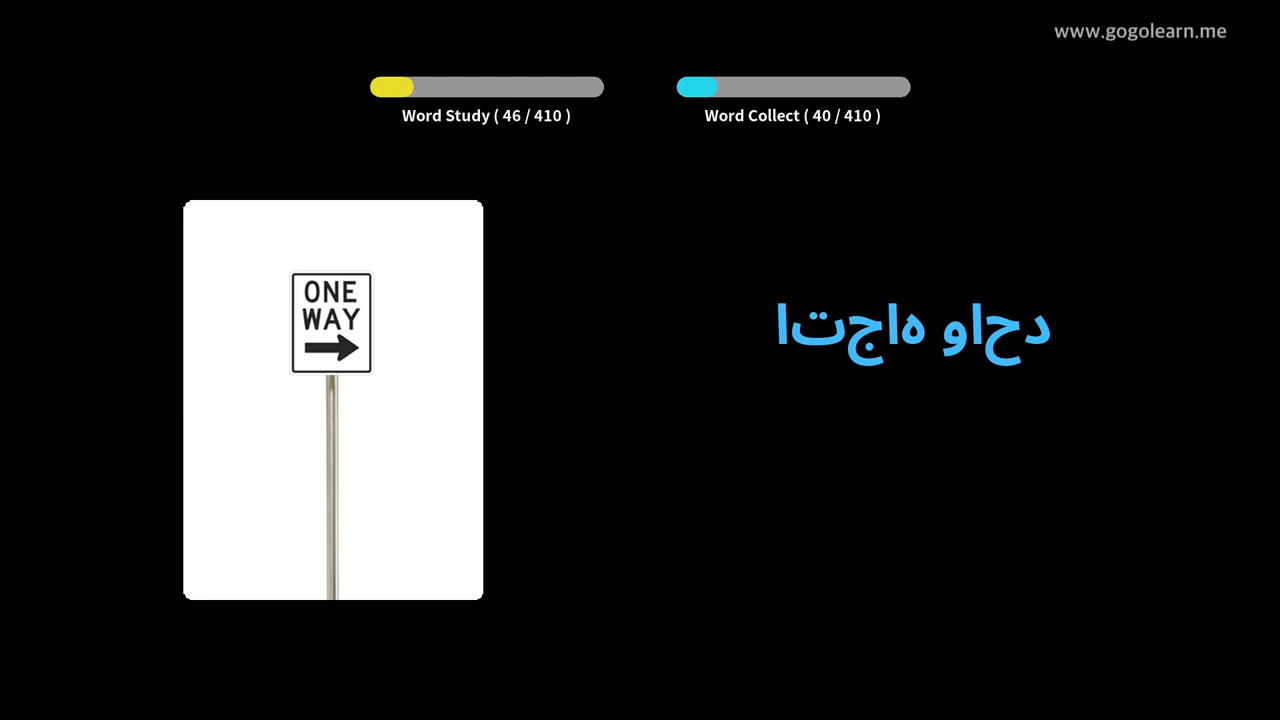 www.gogolearn.me
Word Study ( 46 / 410 )
Word Collect ( 40 / 410 )
ONE
WAY
اتجاه واحد